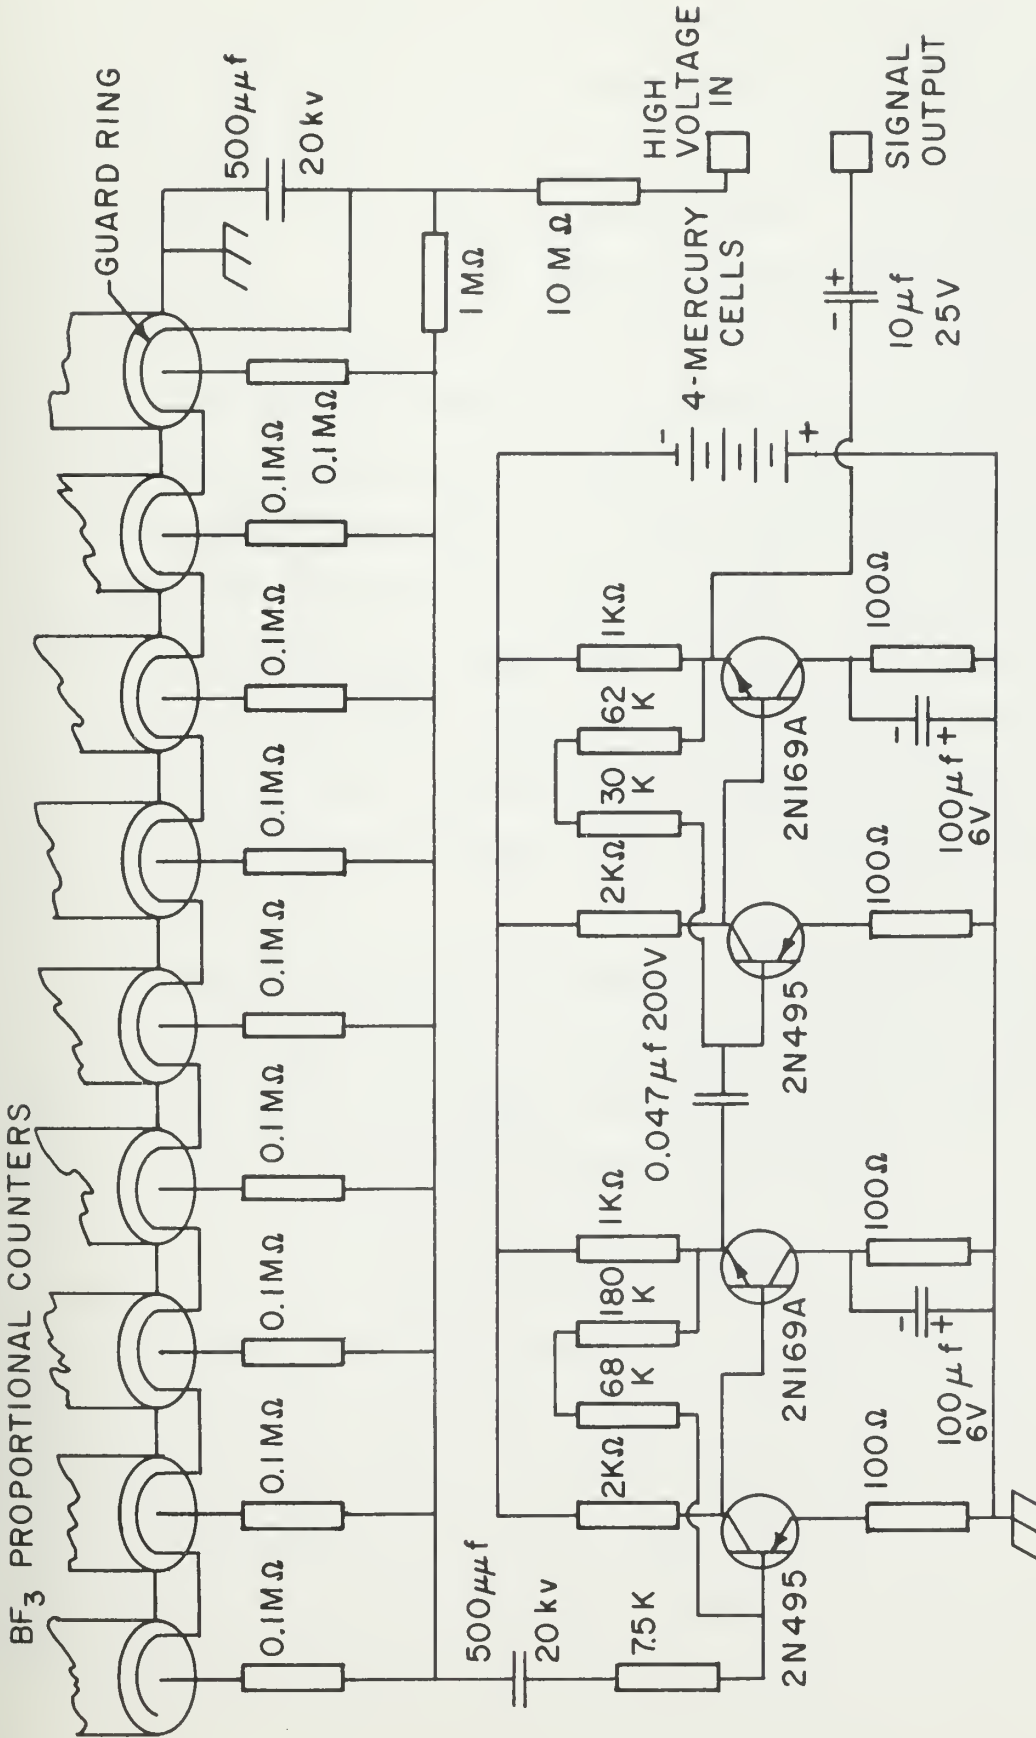 BF₃ PROPORTIONAL COUNTERS
GUARD RING
500μμf
20kv
0.1MΩ
0.1MΩ
0.1MΩ
0.1MΩ
0.1MΩ
0.1MΩ
0.1MΩ
0.1MΩ
0.1MΩ
1MΩ
10MΩ
HIGH
VOLTAGE
IN
500μμf
20kv
7.5K
2KΩ
68
K
180
K
1KΩ
0.047μf 200V
2KΩ
30
K
62
K
1KΩ
4-MERCURY
CELLS
-
+
-
+
10μf
25V
SIGNAL
OUTPUT
2N495
2N169A
2N495
2N169A
100Ω
-
+
100μf
6V
100Ω
100Ω
-
+
100μf
6V
100Ω